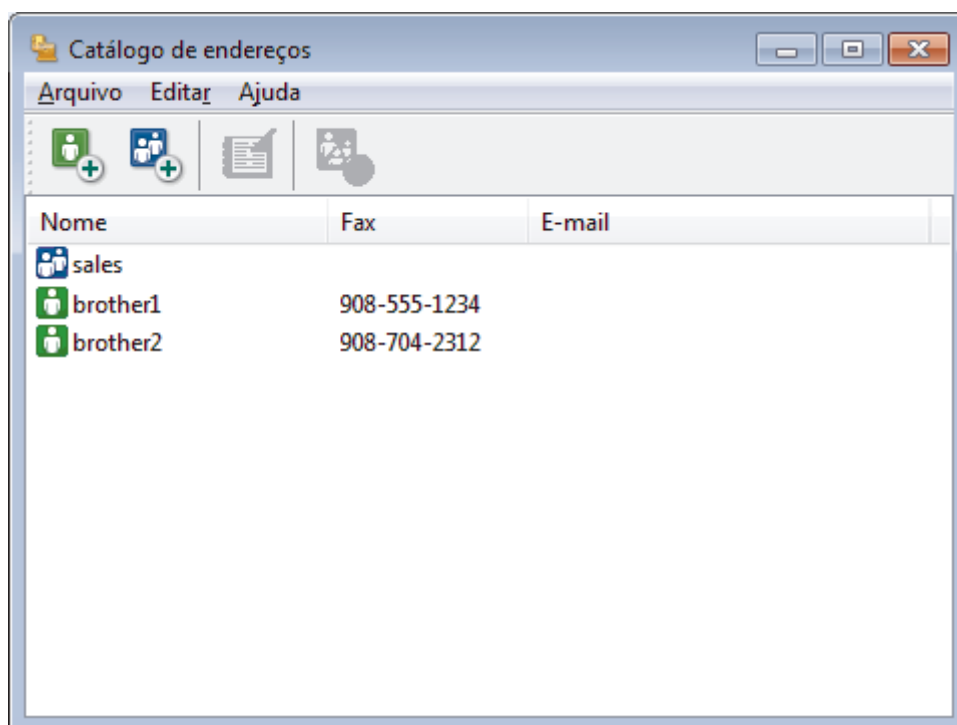 Catálogo de endereços
Arquivo Editar Ajuda
Nome Fax E-mail
sales
brother1 908-555-1234
brother2 908-704-2312